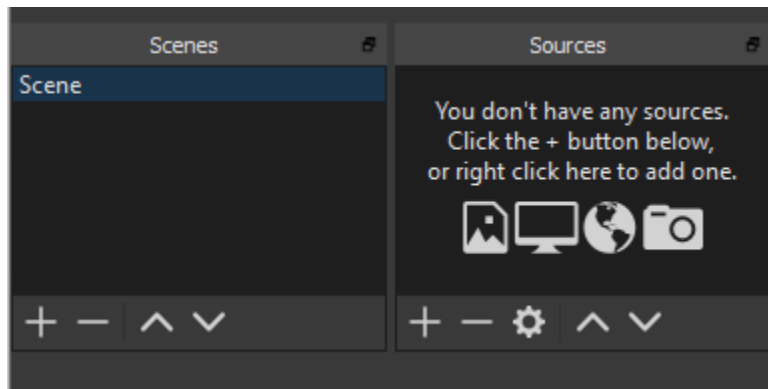 Scenes
Sources
Scene
You don't have any sources.
Click the + button below,
or right click here to add one.